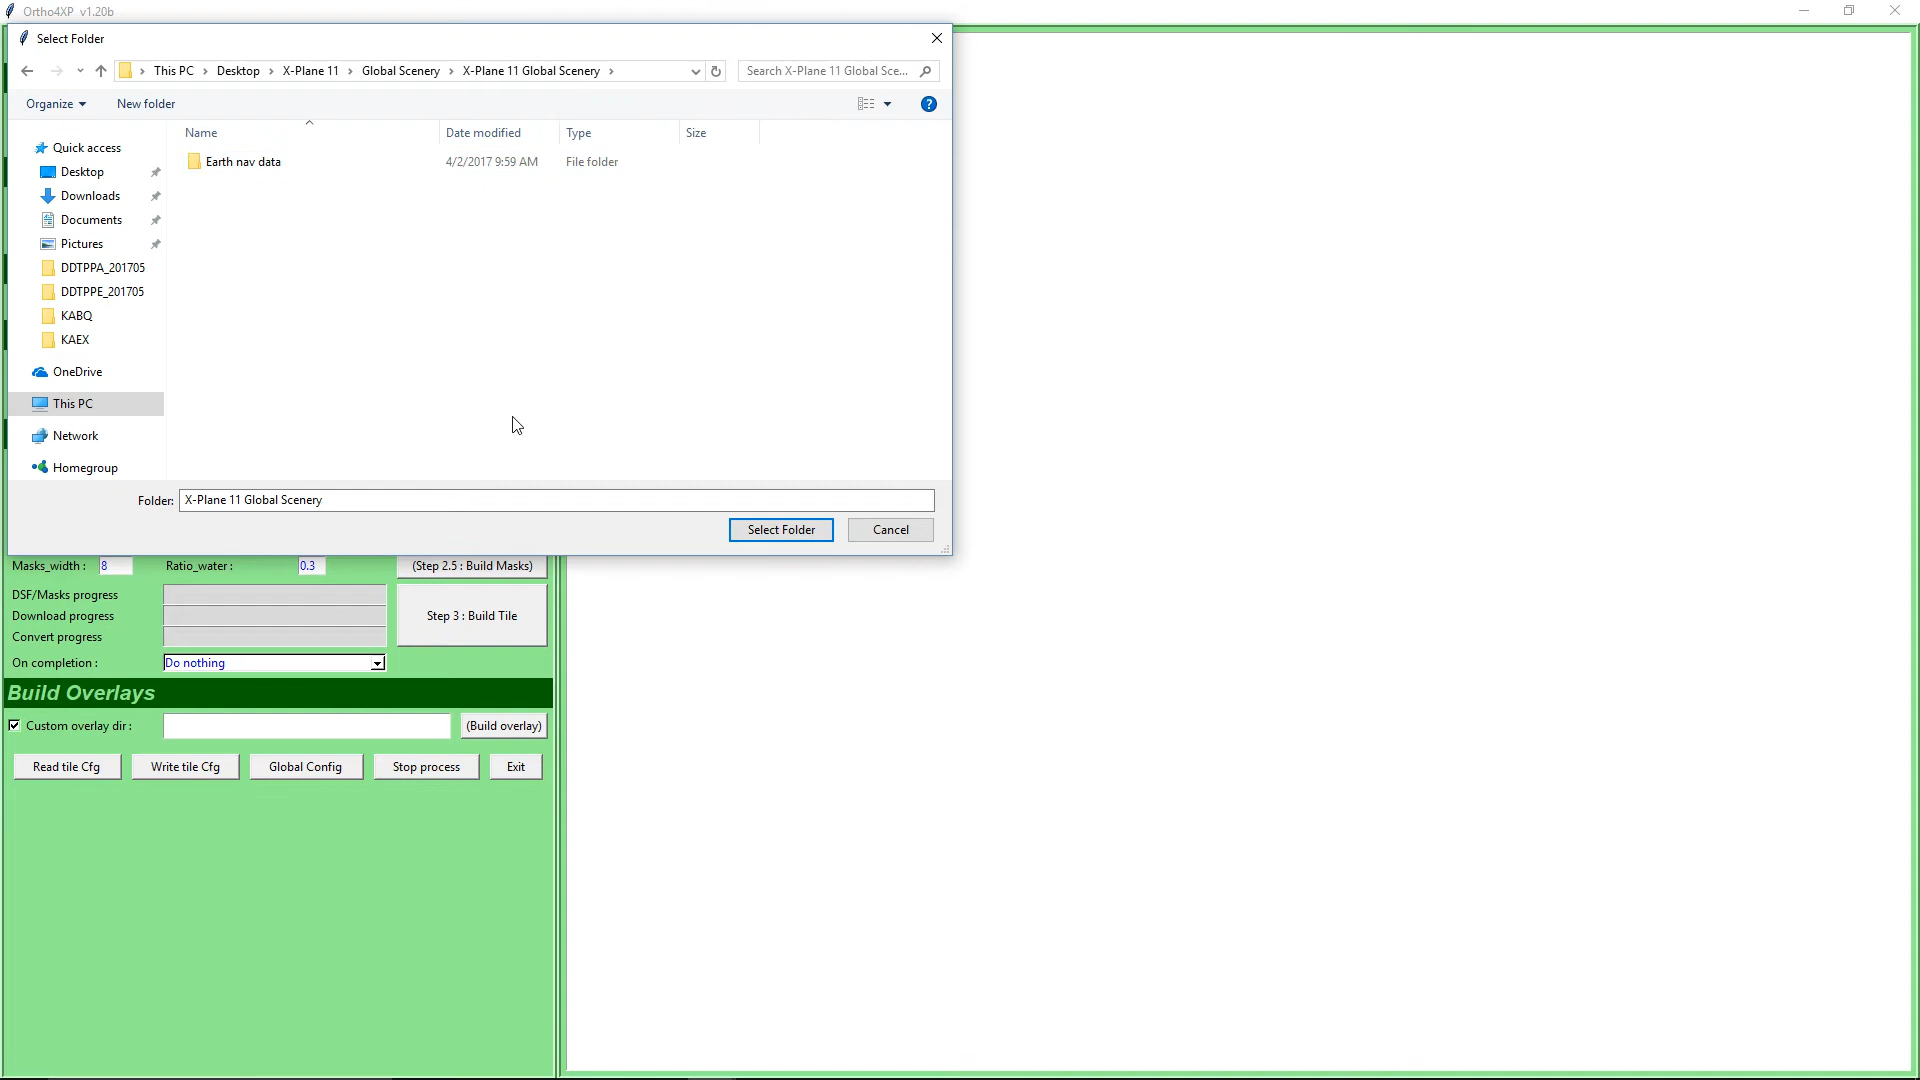 Ortho4XP v1.20b
Select Folder
This PC > Desktop > X-Plane 11 > Global Scenery > X-Plane 11 Global Scenery >
Search X-Plane 11 Global Sce...
Organize
New folder
?
Name
Date modified
Type
Size
Earth nav data
4/2/2017 9:59 AM
File folder
Quick access
Desktop
Downloads
Documents
Pictures
DDTPPA_201705
DDTPPE_201705
KABQ
KAEX
OneDrive
This PC
Network
Homegroup
Folder: X-Plane 11 Global Scenery
Select Folder
Cancel
Masks_width : 8
Ratio_water : 0.3
(Step 2.5 : Build Masks)
DSF/Masks progress
Download progress
Convert progress
Step 3 : Build Tile
On completion : Do nothing
Build Overlays
Custom overlay dir :
(Build overlay)
Read tile Cfg
Write tile Cfg
Global Config
Stop process
Exit